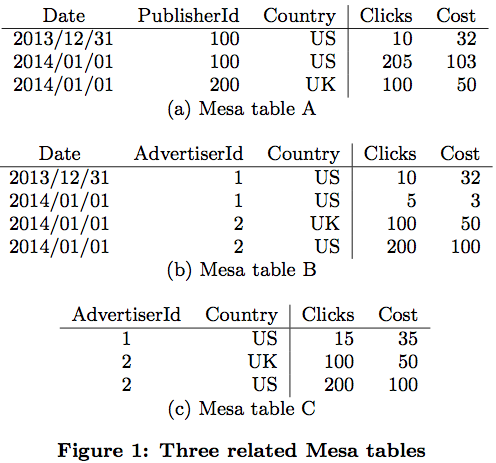 Date PublisherId Country Clicks Cost
2013/12/31 100 US 10 32
2014/01/01 100 US 205 103
2014/01/01 200 UK 100 50
(a) Mesa table A
Date AdvertiserId Country Clicks Cost
2013/12/31 1 US 10 32
2014/01/01 1 US 5 3
2014/01/01 2 UK 100 50
2014/01/01 2 US 200 100
(b) Mesa table B
AdvertiserId Country Clicks Cost
1 US 15 35
2 UK 100 50
2 US 200 100
(c) Mesa table C
Figure 1: Three related Mesa tables